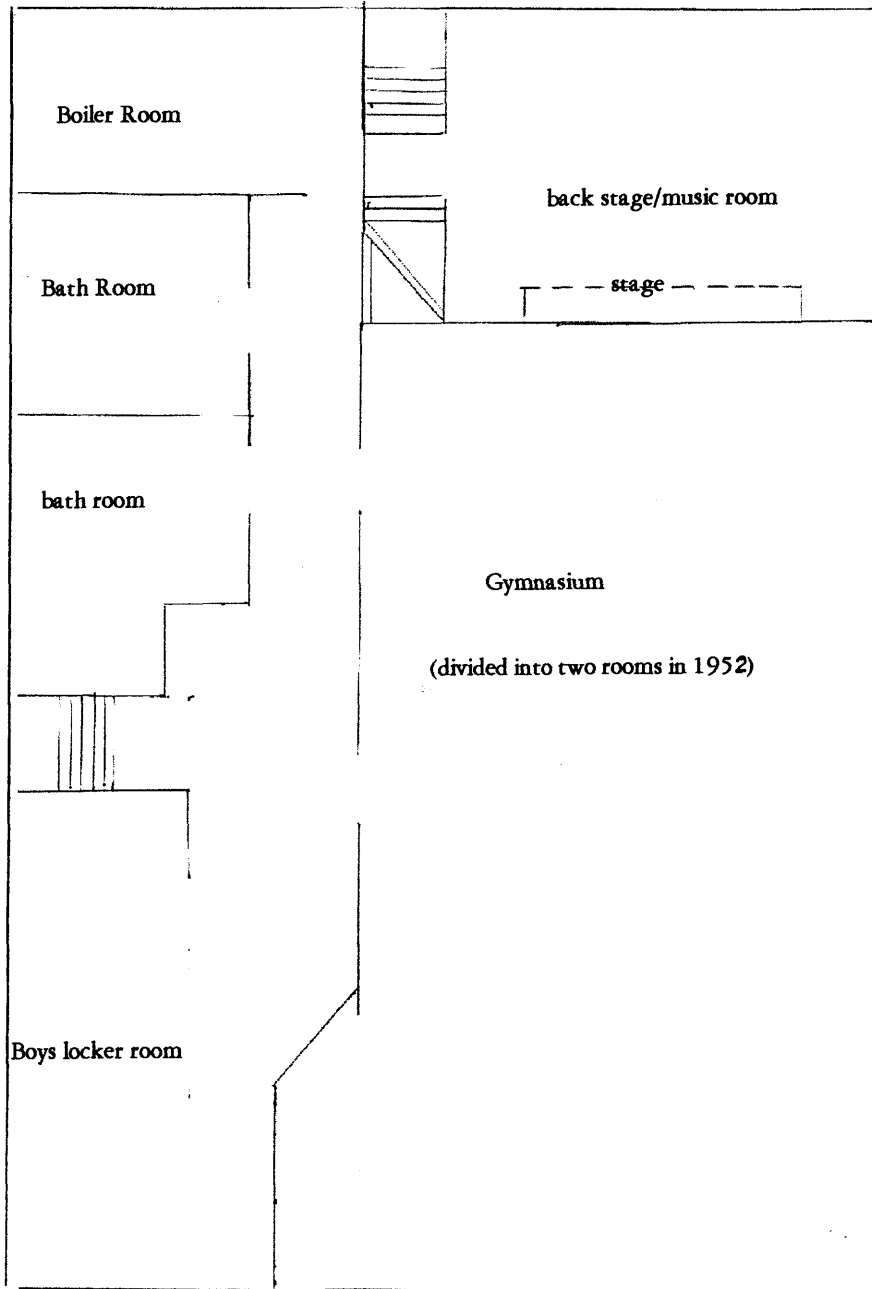 Boiler Room
back stage/music room
Bath Room
stage
bath room
Gymnasium
(divided into two rooms in 1952)
Boys locker room